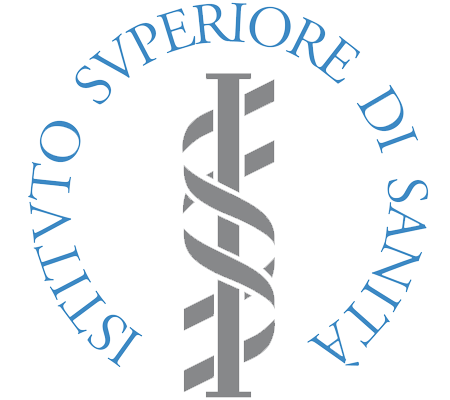 ISTITVTO SVPERIORE DI SANITÀ